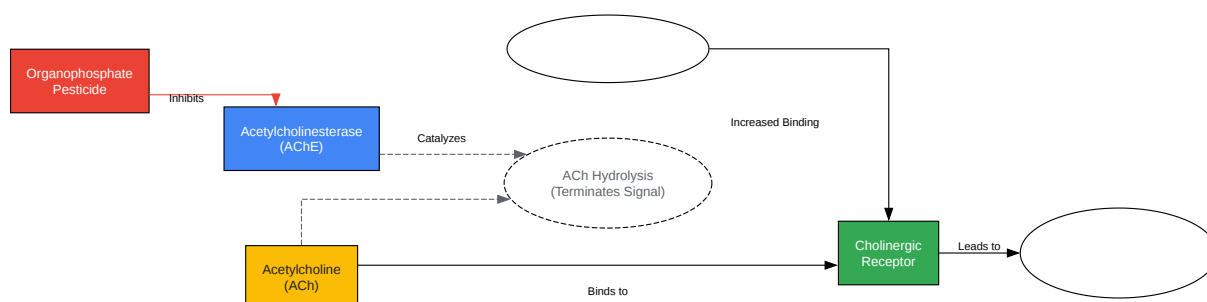 Organophosphate
Pesticide
Inhibits
Acetylcholinesterase
(AChE)
Catalyzes
Increased Binding
ACh Hydrolysis
(Terminates Signal)
Acetylcholine
(ACh)
Binds to
Cholinergic
Receptor
Leads to